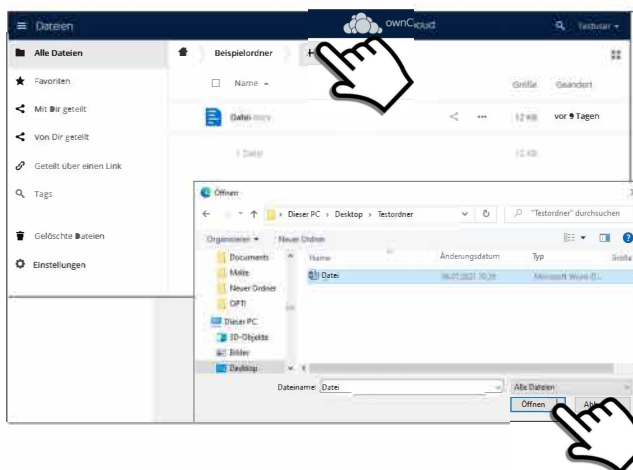 Dateien
ownCloud
Testuser
Alle Dateien
Beispielordner
+
Favoriten
Name
Größe Geändert
Mit Dir geteilt
Datei
12 KB vor 9 Tagen
Von Dir geteilt
1 Datei
12 KB
Geteilt über einen Link
Tags
Gelöschte Dateien
Einstellungen
Öffnen
Dieser PC › Desktop › Testordner
"Testordner" durchsuchen
Organisieren Neuer Ordner
Documents
Name Änderungsdatum Typ Größe
Datei
Neuer Ordner
OPTI
Dieser PC
3D-Objekte
Bilder
Desktop
Dateiname: Datei
Alle Dateien
Öffnen